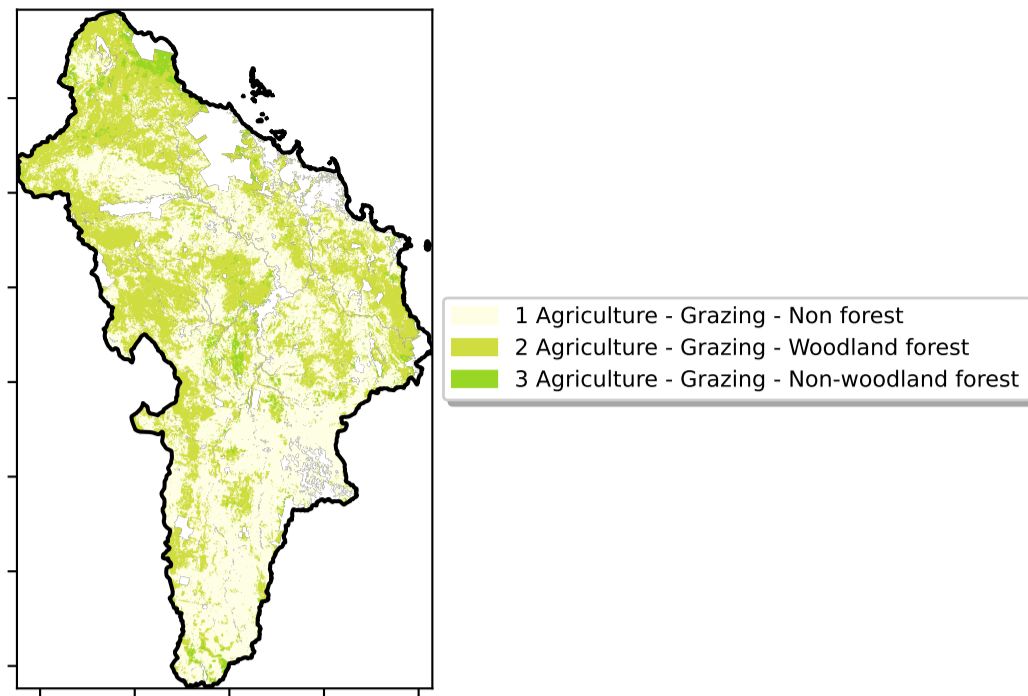 1 Agriculture - Grazing - Non forest
2 Agriculture - Grazing - Woodland forest
3 Agriculture - Grazing - Non-woodland forest